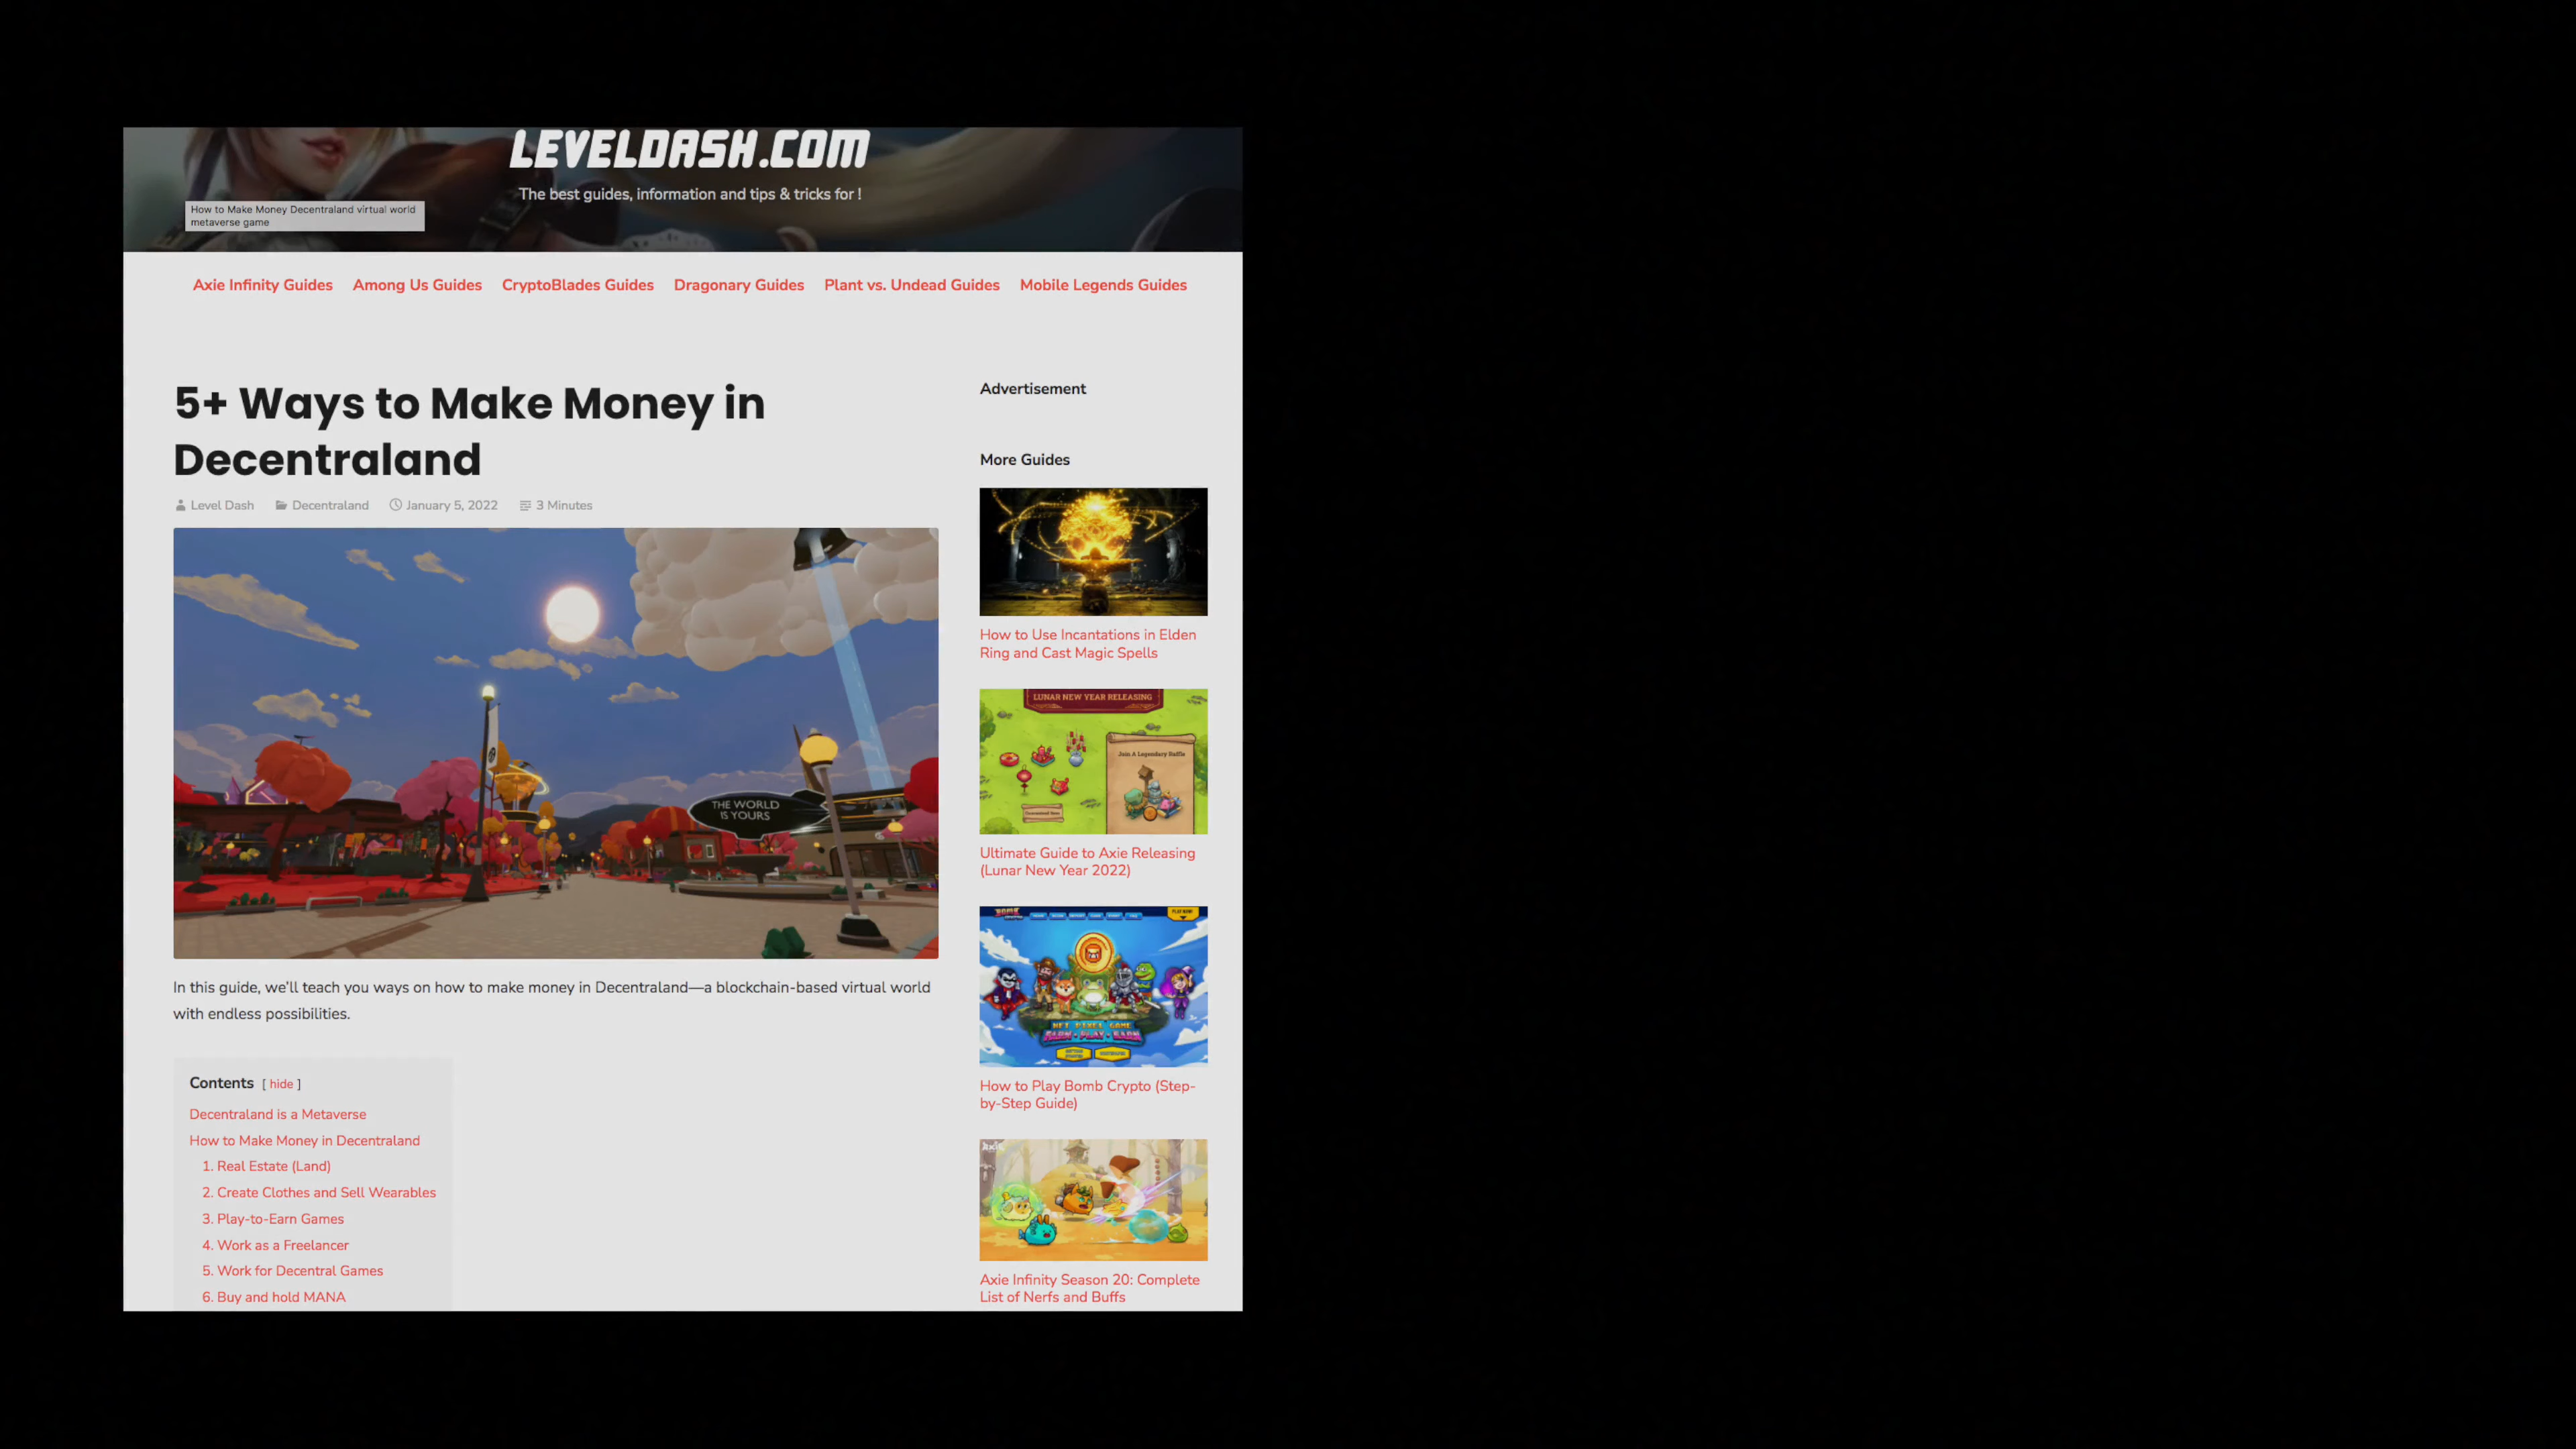 LEVELDASH.COM
The best guides, information and tips & tricks for !
How to Make Money Decentraland virtual world
metaverse game
Axie Infinity Guides Among Us Guides CryptoBlades Guides Dragonary Guides Plant vs. Undead Guides Mobile Legends Guides
5+ Ways to Make Money in
Decentraland
Level Dash Decentraland January 5, 2022 3 Minutes
THE WORLD
IS YOURS
In this guide, we'll teach you ways on how to make money in Decentraland—a blockchain-based virtual world
with endless possibilities.
Contents [ hide ]
Decentraland is a Metaverse
How to Make Money in Decentraland
1. Real Estate (Land)
2. Create Clothes and Sell Wearables
3. Play-to-Earn Games
4. Work as a Freelancer
5. Work for Decentral Games
6. Buy and hold MANA
Advertisement
More Guides
How to Use Incantations in Elden
Ring and Cast Magic Spells
LUNAR NEW YEAR RELEASING
Join A Legendary Raffle
Ultimate Guide to Axie Releasing
(Lunar New Year 2022)
PLAY NOW!
How to Play Bomb Crypto (Step-
by-Step Guide)
Axie Infinity Season 20: Complete
List of Nerfs and Buffs